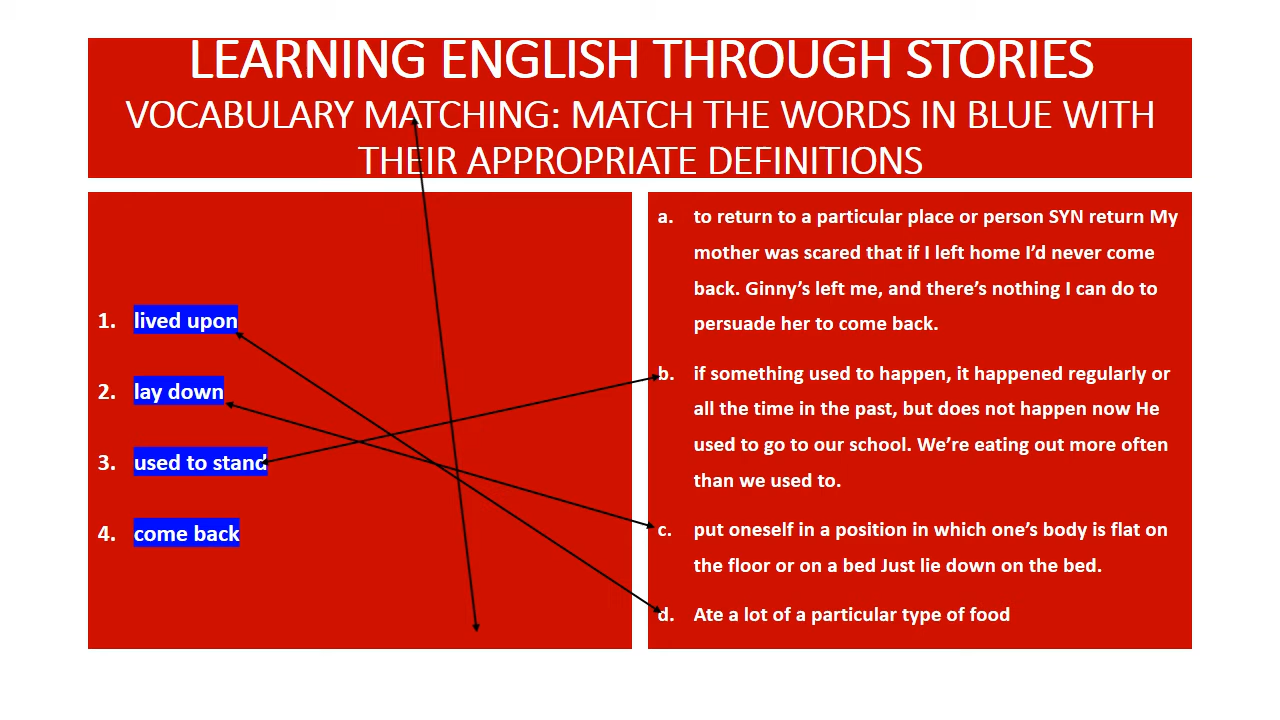 LEARNING ENGLISH THROUGH STORIES
VOCABULARY MATCHING: MATCH THE WORDS IN BLUE WITH
THEIR APPROPRIATE DEFINITIONS
1. lived upon
2. lay down
3. used to stand
4. come back
a. to return to a particular place or person SYN return My
mother was scared that if I left home I’d never come
back. Ginny’s left me, and there’s nothing I can do to
persuade her to come back.
b. if something used to happen, it happened regularly or
all the time in the past, but does not happen now He
used to go to our school. We’re eating out more often
than we used to.
c. put oneself in a position in which one’s body is flat on
the floor or on a bed Just lie down on the bed.
d. Ate a lot of a particular type of food